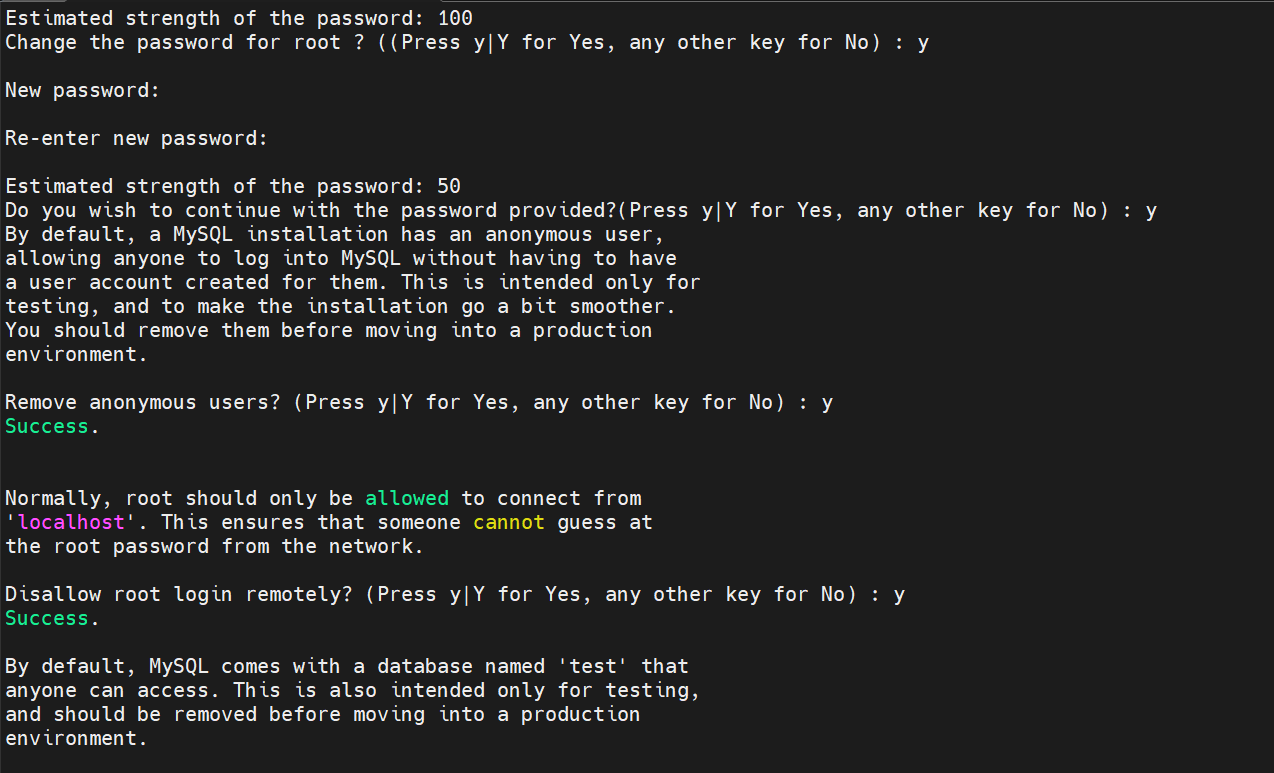 Estimated strength of the password: 100
Change the password for root ? ((Press y|Y for Yes, any other key for No) : y
New password:
Re-enter new password:
Estimated strength of the password: 50
Do you wish to continue with the password provided?(Press y|Y for Yes, any other key for No) : y
By default, a MySQL installation has an anonymous user,
allowing anyone to log into MySQL without having to have
a user account created for them. This is intended only for
testing, and to make the installation go a bit smoother.
You should remove them before moving into a production
environment.
Remove anonymous users? (Press y|Y for Yes, any other key for No) : y
Success.
Normally, root should only be allowed to connect from
'localhost'. This ensures that someone cannot guess at
the root password from the network.
Disallow root login remotely? (Press y|Y for Yes, any other key for No) : y
Success.
By default, MySQL comes with a database named 'test' that
anyone can access. This is also intended only for testing,
and should be removed before moving into a production
environment.